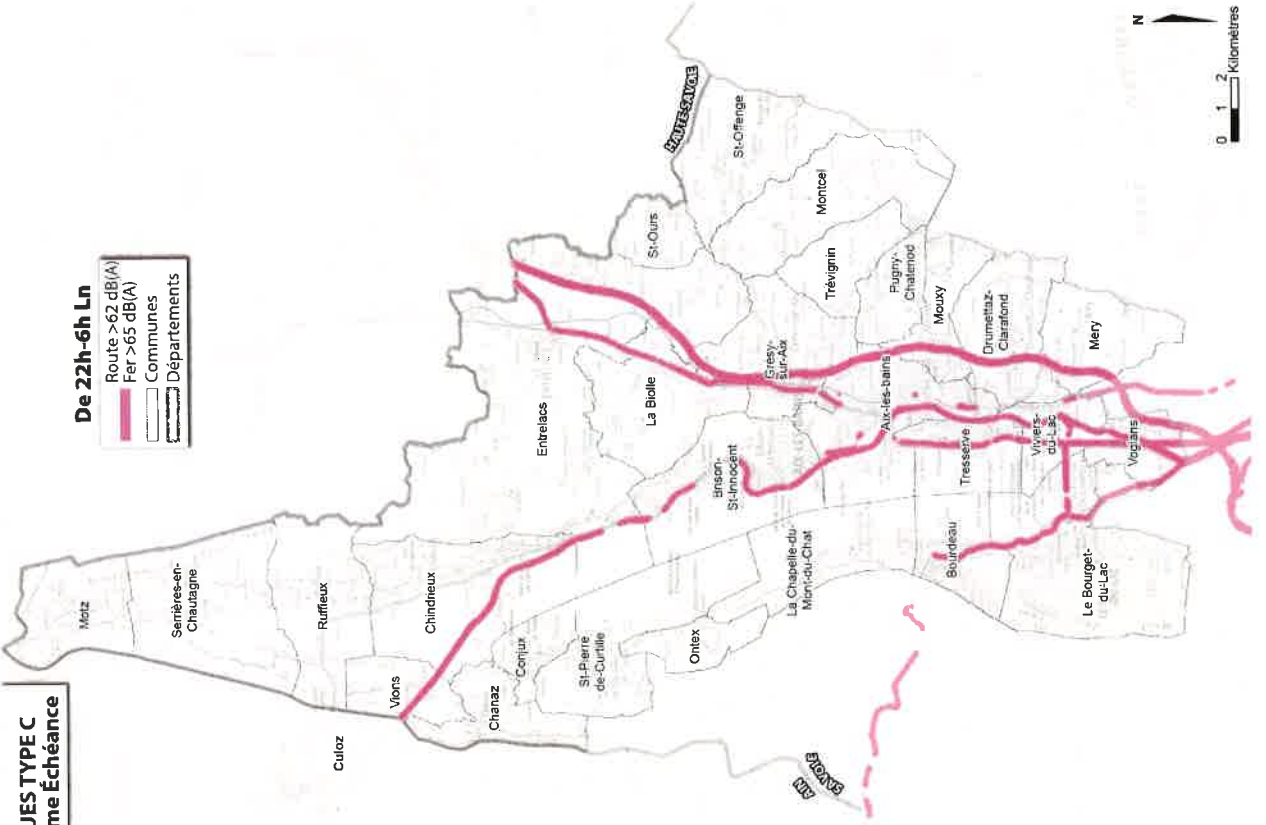 UES TYPE C
me Échéance
De 22h-6h Ln
Route >62 dB(A)
Fer >65 dB(A)
Communes
Départements
Motz
Serrières-en-
Chautagne
Ruffieux
Chindrieux
Vions
Culoz
Chanaz
Conjux
St-Pierre
de-Curtille
Ontex
La Chapelle-du-
Mont-du-Chat
Entrelacs
La Biolle
Brison-
St-Innocent
Grésy-
sur-Aix
St-Ours
St-Offenge
Montcel
Trévignin
Pugny-
Chatenod
Mouxy
Drumettaz-
Clarafond
Mery
Aix-les-bains
Tresserve
Viviers-
du-Lac
Voglans
Bourdeau
Le Bourget-
du-Lac
HAUTE-SAVOIE
AIN
SAVOIE
N
0 1 2
Kilomètres